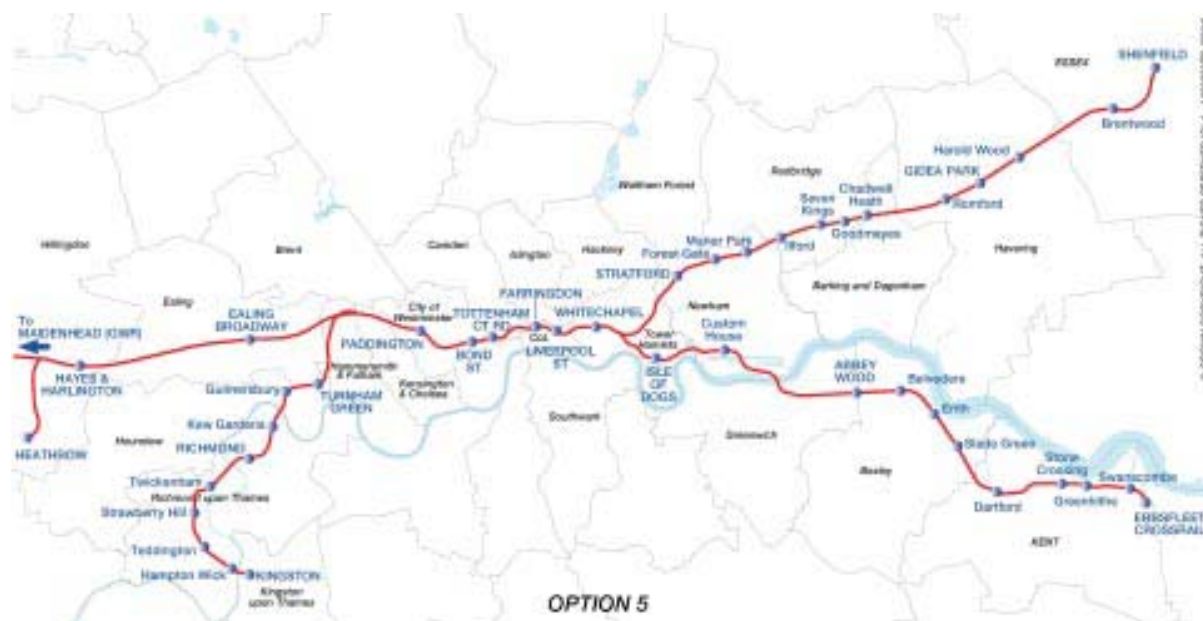 SHENFIELD
ESSEX
Brentwood
Harold Wood
GIDEA PARK
Romford
Redbridge
Chadwell
Heath
Seven
Kings
Goodmayes
Ilford
Manor Park
Forest Gate
STRATFORD
Waltham Forest
Havering
Barking and Dagenham
Newham
Hillingdon
Brent
Camden
Islington
Hackney
Ealing
EALING
BROADWAY
To
MAIDENHEAD (GWR)
HAYES &
HARLINGTON
HEATHROW
City of
Westminster
PADDINGTON
BOND
ST
TOTTENHAM
CT RD
FARRINGDON
CoL
LIVERPOOL
ST
WHITECHAPEL
Tower
Hamlets
ISLE
OF
DOGS
Custom
House
ABBEY
WOOD
Belvedere
Erith
Slade Green
Dartford
Stone
Crossing
Greenhithe
Swanscombe
EBBSFLEET
CROSSRAIL
KENT
Bexley
Greenwich
Southwark
Kensington
& Chelsea
Hammersmith
& Fulham
TURNHAM
GREEN
Gunnersbury
Kew Gardens
RICHMOND
Hounslow
Twickenham
Richmond upon Thames
Strawberry Hill
Teddington
Hampton Wick
KINGSTON
Kingston
upon Thames
OPTION 5